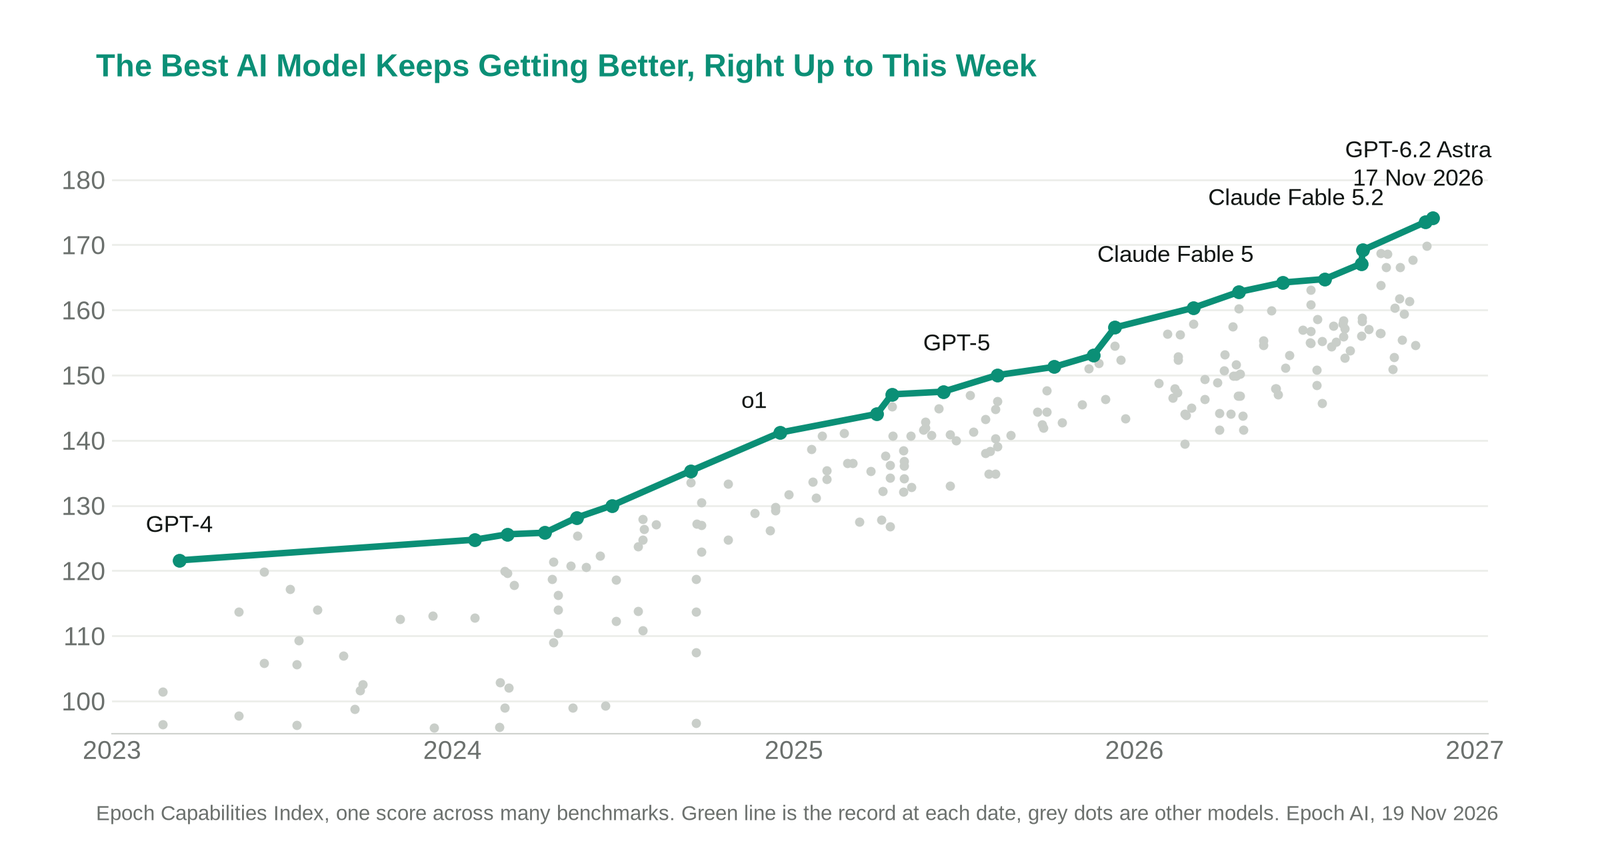 The Best AI Model Keeps Getting Better, Right Up to This Week
GPT-6.2 Astra
17 Nov 2026
Claude Fable 5.2
Claude Fable 5
GPT-5
o1
GPT-4
180
170
160
150
140
130
120
110
100
2023
2024
2025
2026
2027
Epoch Capabilities Index, one score across many benchmarks. Green line is the record at each date, grey dots are other models. Epoch AI, 19 Nov 2026